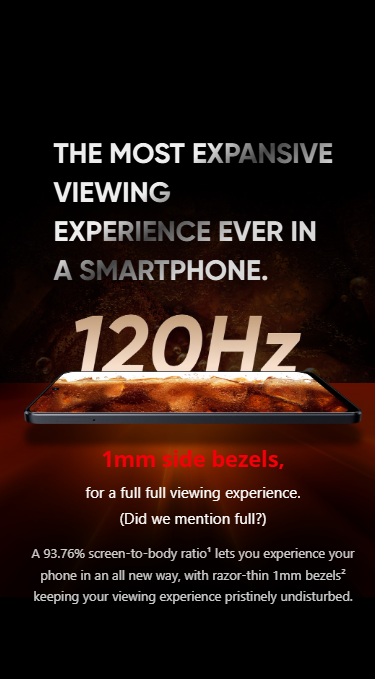 THE MOST EXPANSIVE
VIEWING
EXPERIENCE EVER IN
A SMARTPHONE.
120Hz
1mm side bezels,
for a full full viewing experience.
(Did we mention full?)
A 93.76% screen-to-body ratio¹ lets you experience your
phone in an all new way, with razor-thin 1mm bezels²
keeping your viewing experience pristinely undisturbed.